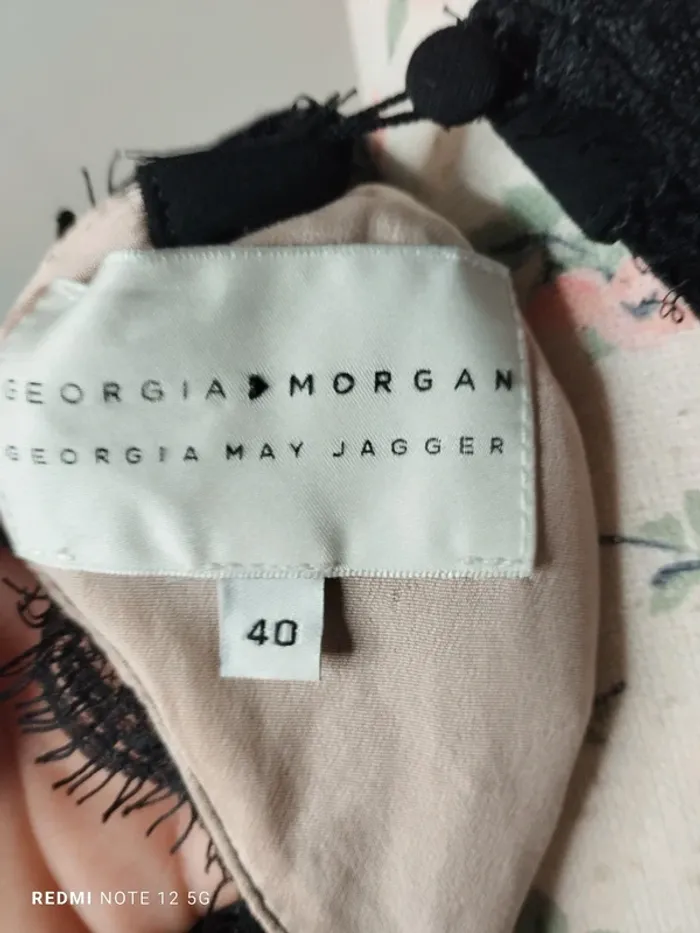 GEORGIA MORGAN
GEORGIA MAY JAGGER
40
REDMI NOTE 12 5G